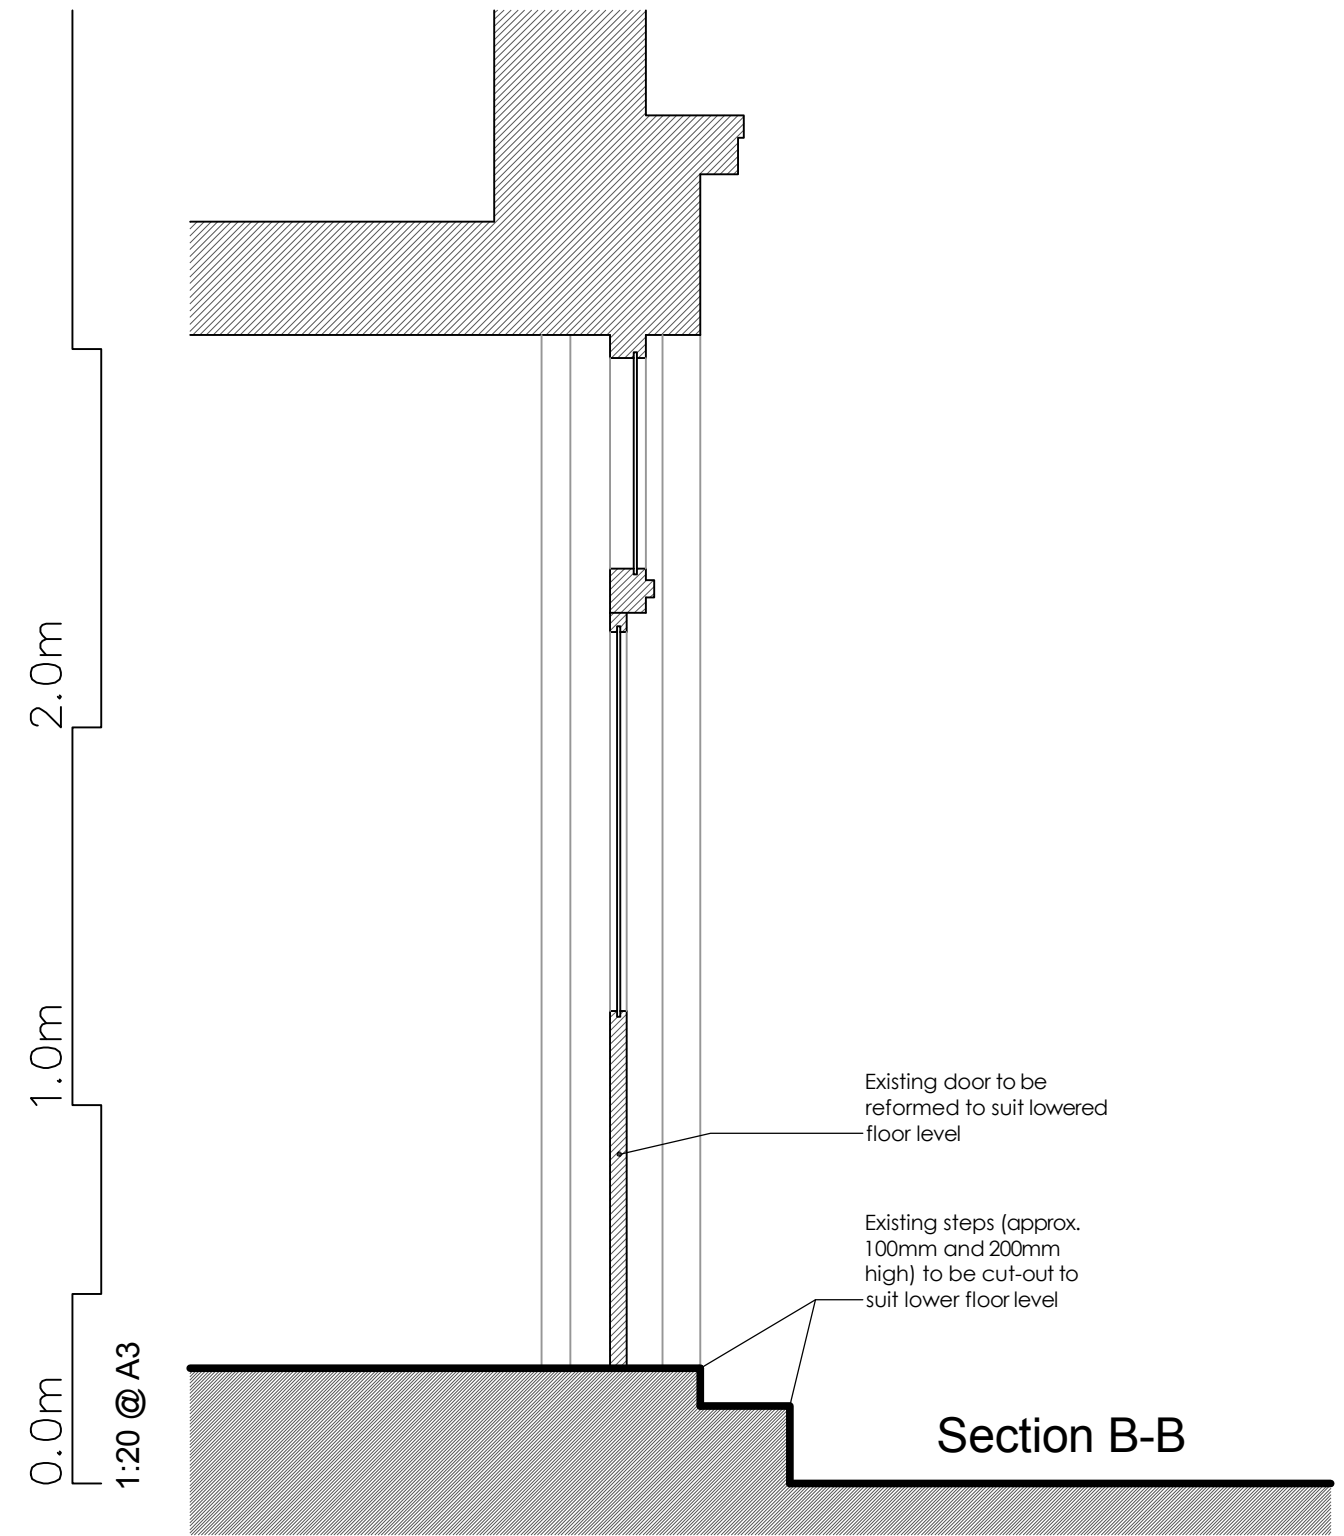 2.0m
1.0m
0.0m
1:20 @ A3
Existing door to be
reformed to suit lowered
floor level
Existing steps (approx.
100mm and 200mm
high) to be cut-out to
suit lower floor level
Section B-B